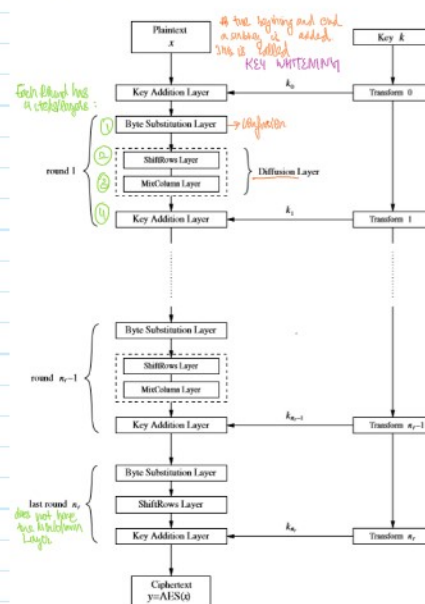 Plaintext
x
At the beginning and end
a subkey is added
This is called
KEY WHITENING
Key k
Each Round has
4 steps/layers:
Key Addition Layer
k0
Transform 0
round 1
① Byte Substitution Layer → Confusion
② ShiftRows Layer
③ MixColumn Layer
Diffusion Layer
④ Key Addition Layer
k1
Transform 1
Byte Substitution Layer
round nr−1
ShiftRows Layer
MixColumn Layer
Key Addition Layer
knr−1
Transform nr−1
Byte Substitution Layer
last round nr
ShiftRows Layer
does not have
the MixColumn
Layer
Key Addition Layer
knr
Transform nr
Ciphertext
y=AES(x)